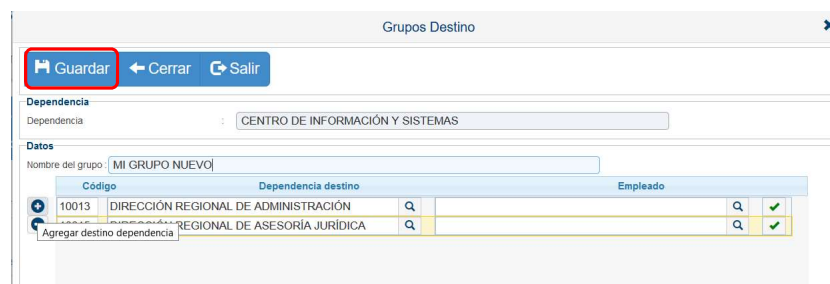 Grupos Destino
Guardar Cerrar Salir
Dependencia
Dependencia : CENTRO DE INFORMACIÓN Y SISTEMAS
Datos
Nombre del grupo : MI GRUPO NUEVO
Código Dependencia destino Empleado
10013 DIRECCIÓN REGIONAL DE ADMINISTRACIÓN
REGIONAL DE ASESORÍA JURÍDICA
Agregar destino dependencia